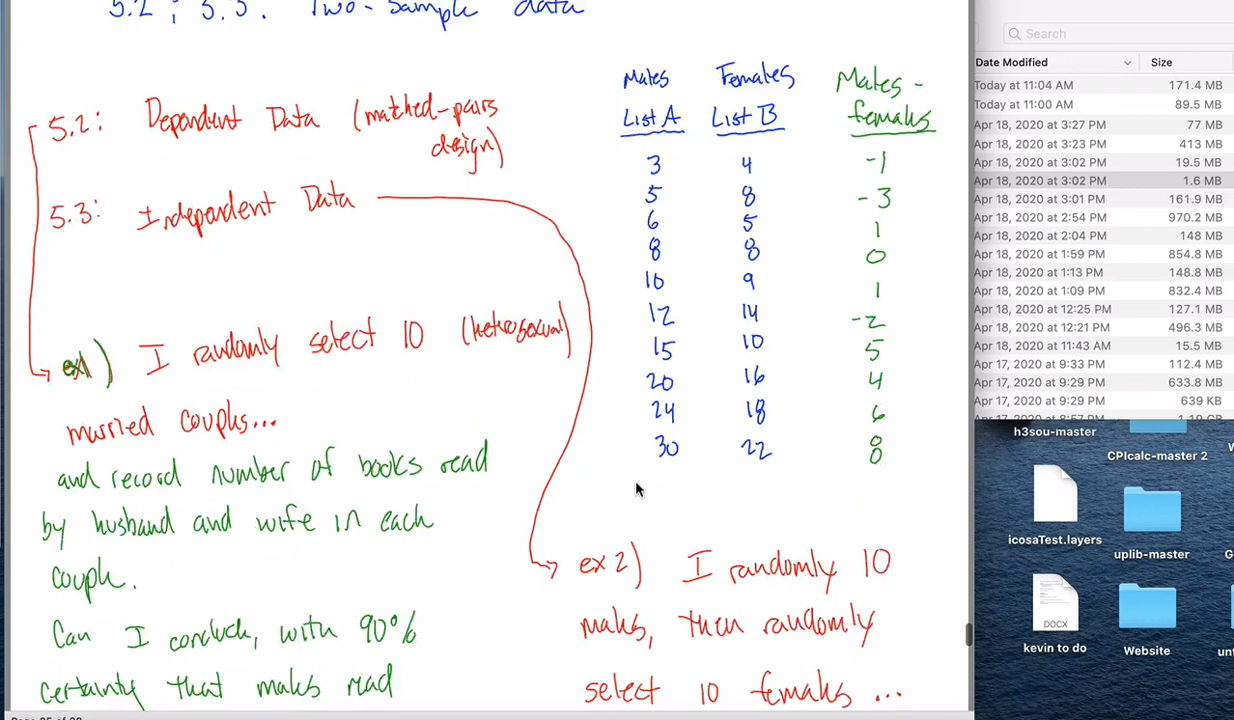 5.2 ; 5.3: Two-Sample data
5.2: Dependent Data (matched-pairs
design)
5.3: Independent Data
ex1) I randomly select 10 (heterosexual)
married couples...
and record number of books read
by husband and wife in each
couple.
Can I conclude, with 90%
certainty that males read
Males Females Males -
List A List B females
3 4 -1
5 8 -3
6 5 1
8 8 0
10 9 1
12 14 -2
15 10 5
20 16 4
24 18 6
30 22 8
ex2) I randomly 10
males, then randomly
select 10 females ...
Search
Date Modified Size
Today at 11:04 AM 171.4 MB
Today at 11:00 AM 89.5 MB
Apr 18, 2020 at 3:27 PM 77 MB
Apr 18, 2020 at 3:23 PM 413 MB
Apr 18, 2020 at 3:02 PM 19.5 MB
Apr 18, 2020 at 3:02 PM 1.6 MB
Apr 18, 2020 at 3:01 PM 161.9 MB
Apr 18, 2020 at 2:54 PM 970.2 MB
Apr 18, 2020 at 2:04 PM 148 MB
Apr 18, 2020 at 1:59 PM 854.8 MB
Apr 18, 2020 at 1:13 PM 148.8 MB
Apr 18, 2020 at 1:09 PM 832.4 MB
Apr 18, 2020 at 12:25 PM 127.1 MB
Apr 18, 2020 at 12:21 PM 496.3 MB
Apr 18, 2020 at 11:43 AM 15.5 MB
Apr 17, 2020 at 9:33 PM 112.4 MB
Apr 17, 2020 at 9:29 PM 633.8 MB
Apr 17, 2020 at 9:29 PM 639 KB
h3sou-master
CPIcalc-master 2
icosaTest.layers
uplib-master
DOCX
kevin to do
Website